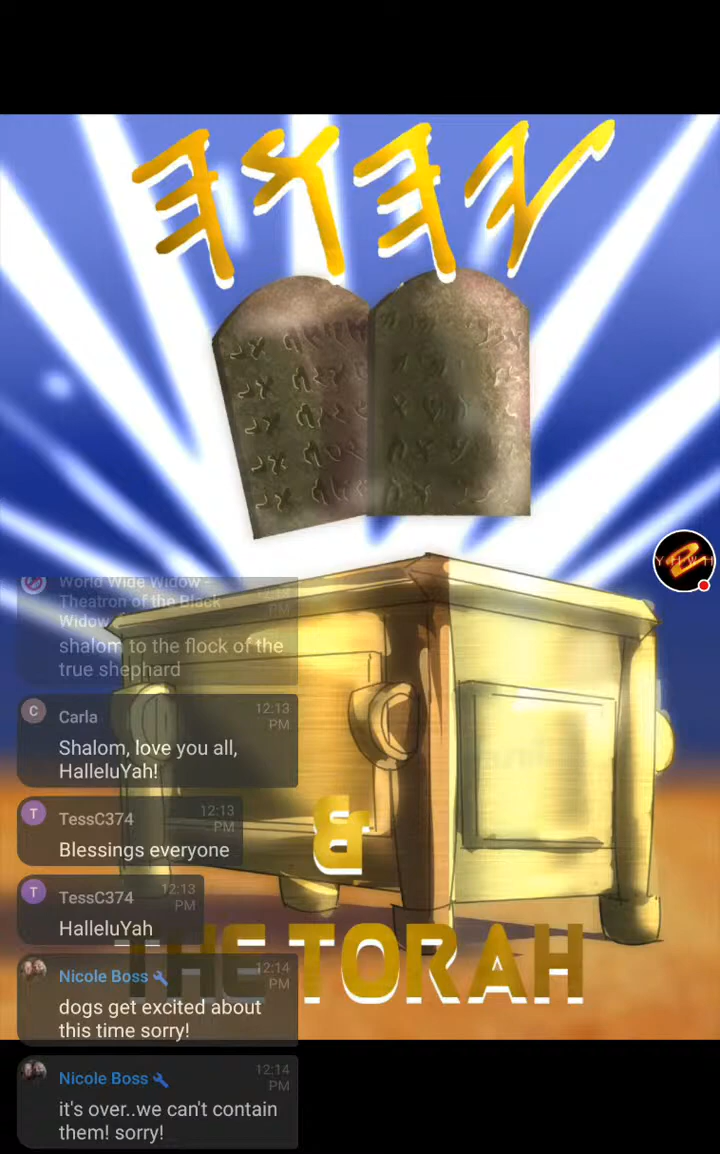 𐤉𐤄𐤅𐤄
YHWH
World Wide Widow -
Theatron of the Black
Widow
PM
shalom to the flock of the
true shephard
C
Carla
12:13
PM
Shalom, love you all,
HalleluYah!
T
TessC374
12:13
PM
Blessings everyone
&
T
TessC374
12:13
PM
HalleluYah
THE TORAH
Nicole Boss
12:14
PM
dogs get excited about
this time sorry!
Nicole Boss
12:14
PM
it's over..we can't contain
them! sorry!